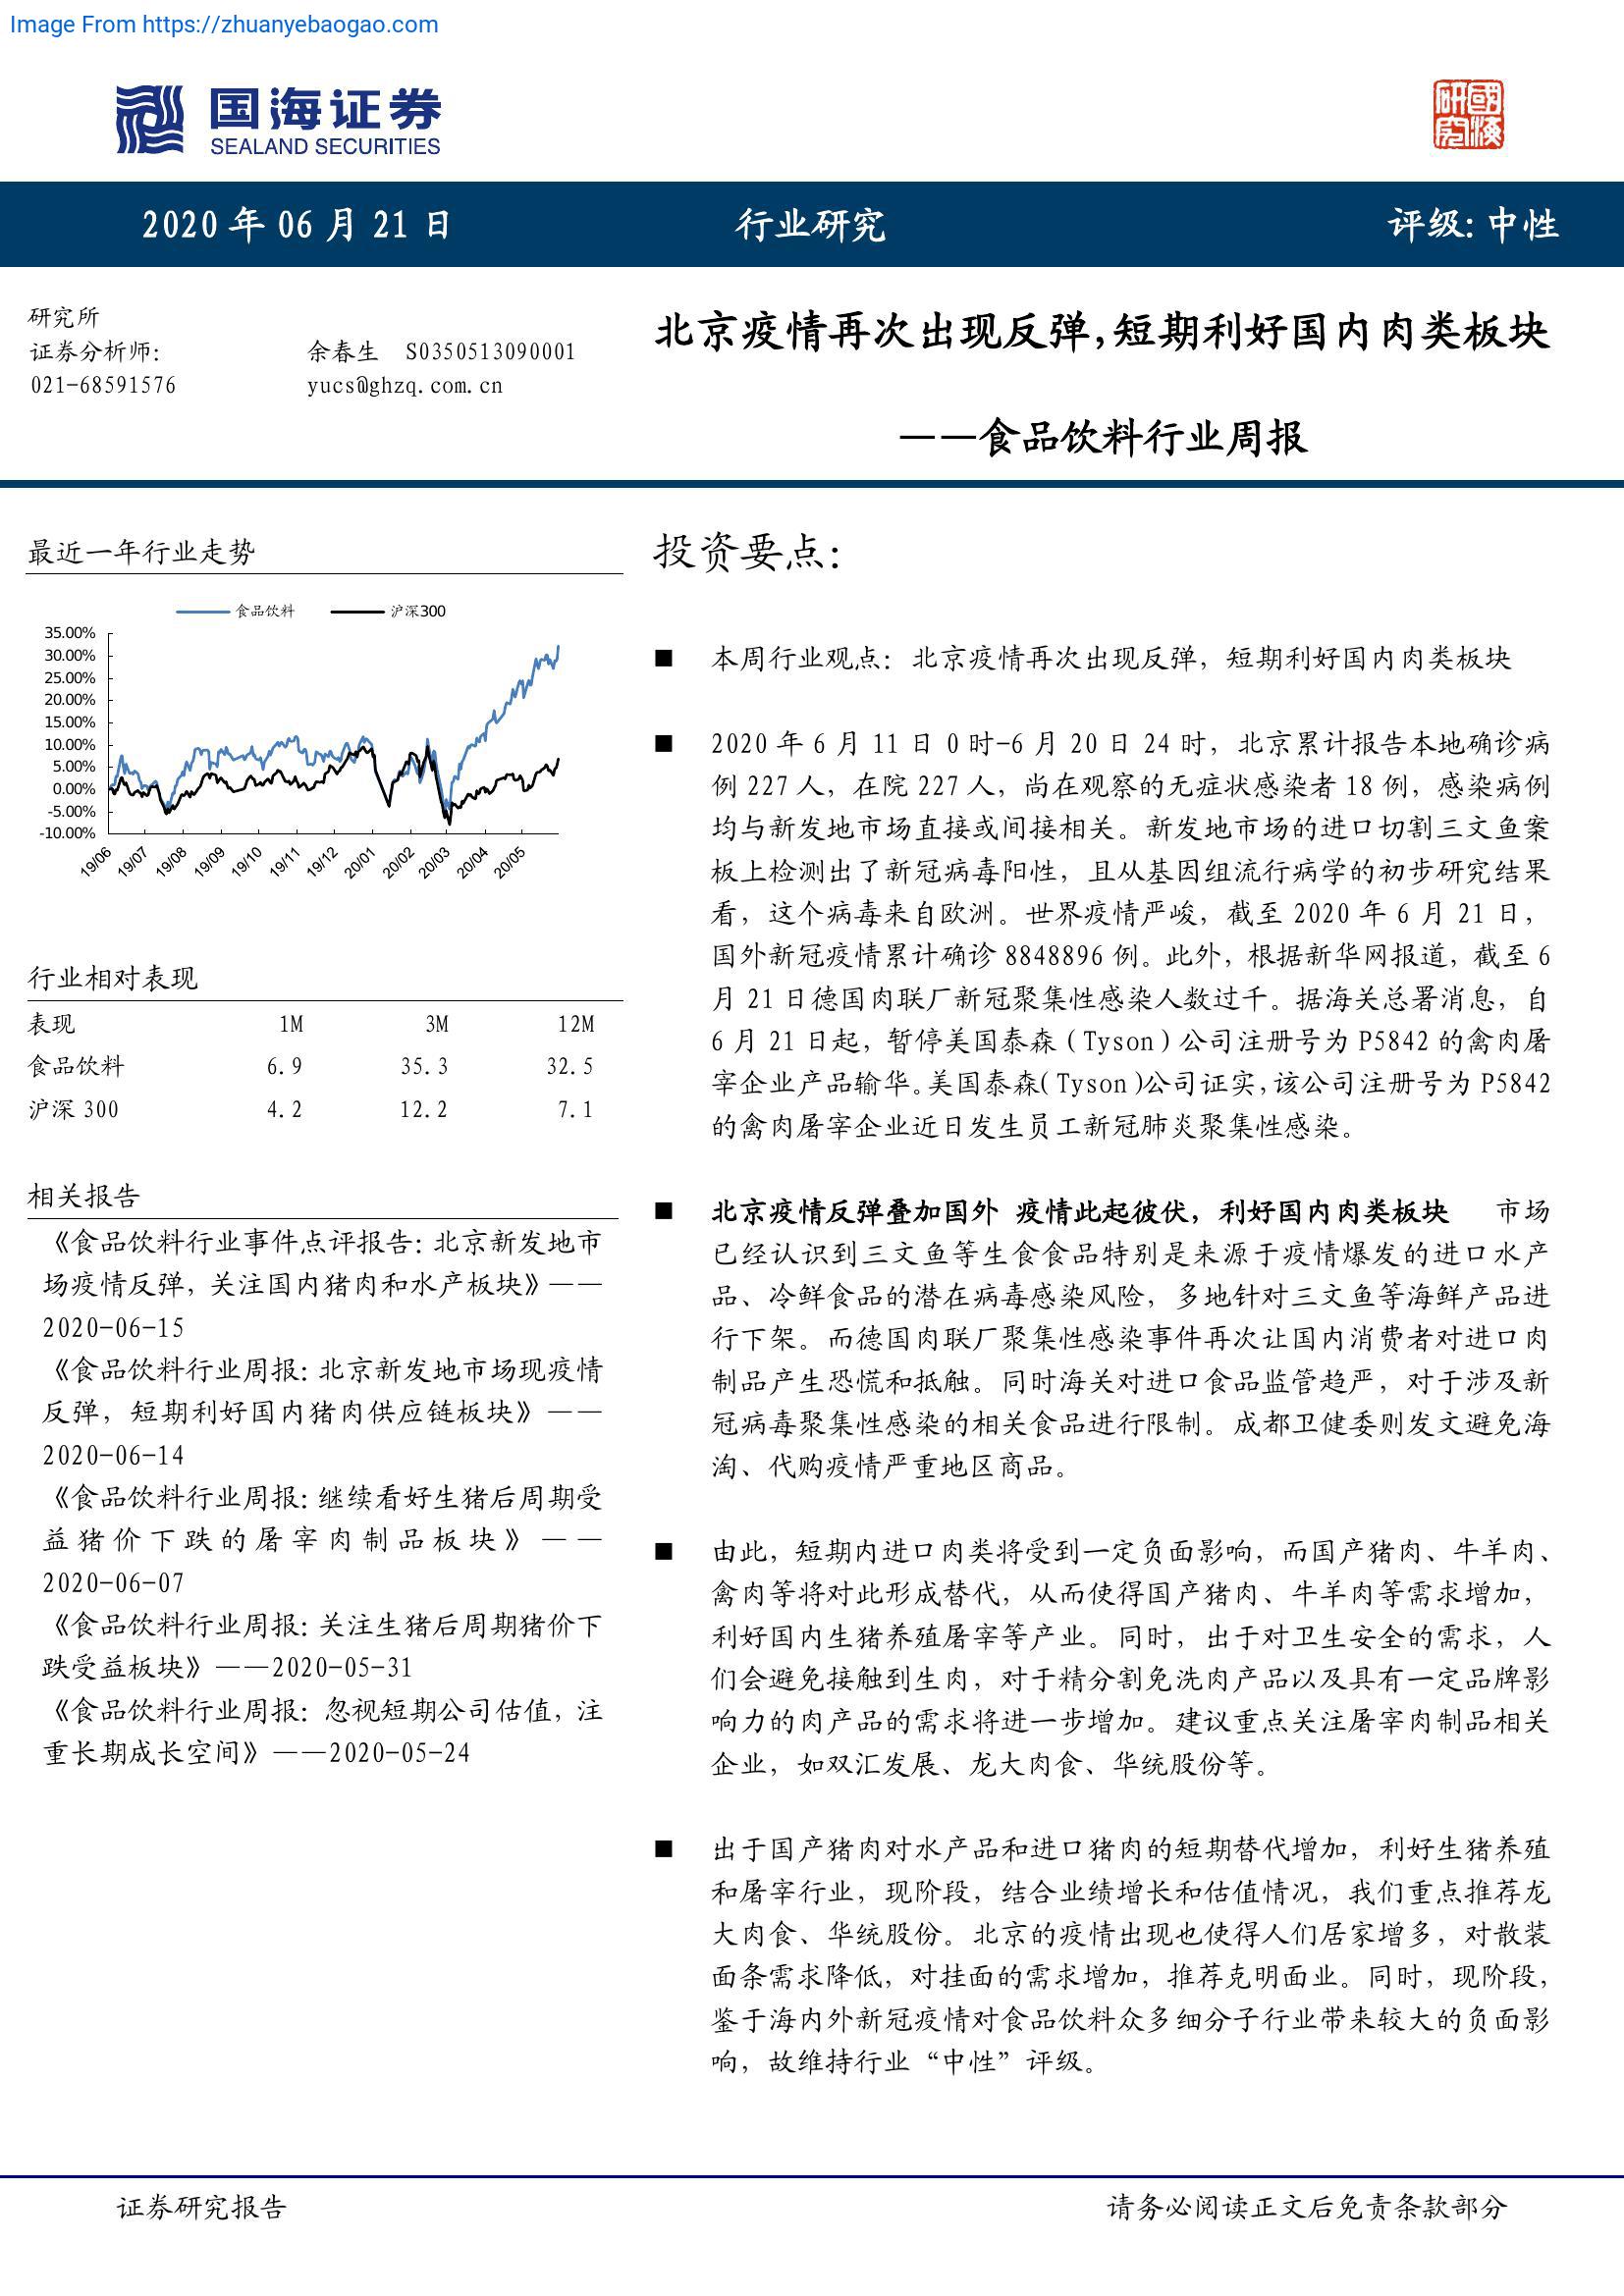 Image From https://zhuanyebaogao.com
国海证券
SEALAND SECURITIES
國海研究
2020 年 06 月 21 日
行业研究
评级:中性
研究所
证券分析师:
余春生 S0350513090001
021-68591576
yucs@ghzq.com.cn
北京疫情再次出现反弹,短期利好国内肉类板块
——食品饮料行业周报
最近一年行业走势
食品饮料 沪深300
35.00%
30.00%
25.00%
20.00%
15.00%
10.00%
5.00%
0.00%
-5.00%
-10.00%
19/06 19/07 19/08 19/09 19/10 19/11 19/12 20/01 20/02 20/03 20/04 20/05
行业相对表现
表现 1M 3M 12M
食品饮料 6.9 35.3 32.5
沪深 300 4.2 12.2 7.1
相关报告
《食品饮料行业事件点评报告:北京新发地市
场疫情反弹,关注国内猪肉和水产板块》——
2020-06-15
《食品饮料行业周报:北京新发地市场现疫情
反弹,短期利好国内猪肉供应链板块》——
2020-06-14
《食品饮料行业周报:继续看好生猪后周期受
益猪价下跌的屠宰肉制品板块》——
2020-06-07
《食品饮料行业周报:关注生猪后周期猪价下
跌受益板块》——2020-05-31
《食品饮料行业周报:忽视短期公司估值,注
重长期成长空间》——2020-05-24
投资要点:
■ 本周行业观点:北京疫情再次出现反弹,短期利好国内肉类板块
■ 2020 年 6 月 11 日 0 时-6 月 20 日 24 时,北京累计报告本地确诊病
例 227 人,在院 227 人,尚在观察的无症状感染者 18 例,感染病例
均与新发地市场直接或间接相关。新发地市场的进口切割三文鱼案
板上检测出了新冠病毒阳性,且从基因组流行病学的初步研究结果
看,这个病毒来自欧洲。世界疫情严峻,截至 2020 年 6 月 21 日,
国外新冠疫情累计确诊 8848896 例。此外,根据新华网报道,截至 6
月 21 日德国肉联厂新冠聚集性感染人数过千。据海关总署消息,自
6 月 21 日起,暂停美国泰森(Tyson)公司注册号为 P5842 的禽肉屠
宰企业产品输华。美国泰森(Tyson)公司证实,该公司注册号为 P5842
的禽肉屠宰企业近日发生员工新冠肺炎聚集性感染。
■ 北京疫情反弹叠加国外 疫情此起彼伏,利好国内肉类板块 市场
已经认识到三文鱼等生食食品特别是来源于疫情爆发的进口水产
品、冷鲜食品的潜在病毒感染风险,多地针对三文鱼等海鲜产品进
行下架。而德国肉联厂聚集性感染事件再次让国内消费者对进口肉
制品产生恐慌和抵触。同时海关对进口食品监管趋严,对于涉及新
冠病毒聚集性感染的相关食品进行限制。成都卫健委则发文避免海
淘、代购疫情严重地区商品。
■ 由此,短期内进口肉类将受到一定负面影响,而国产猪肉、牛羊肉、
禽肉等将对此形成替代,从而使得国产猪肉、牛羊肉等需求增加,
利好国内生猪养殖屠宰等产业。同时,出于对卫生安全的需求,人
们会避免接触到生肉,对于精分割免洗肉产品以及具有一定品牌影
响力的肉产品的需求将进一步增加。建议重点关注屠宰肉制品相关
企业,如双汇发展、龙大肉食、华统股份等。
■ 出于国产猪肉对水产品和进口猪肉的短期替代增加,利好生猪养殖
和屠宰行业,现阶段,结合业绩增长和估值情况,我们重点推荐龙
大肉食、华统股份。北京的疫情出现也使得人们居家增多,对散装
面条需求降低,对挂面的需求增加,推荐克明面业。同时,现阶段,
鉴于海内外新冠疫情对食品饮料众多细分子行业带来较大的负面影
响,故维持行业“中性”评级。
证券研究报告
请务必阅读正文后免责条款部分